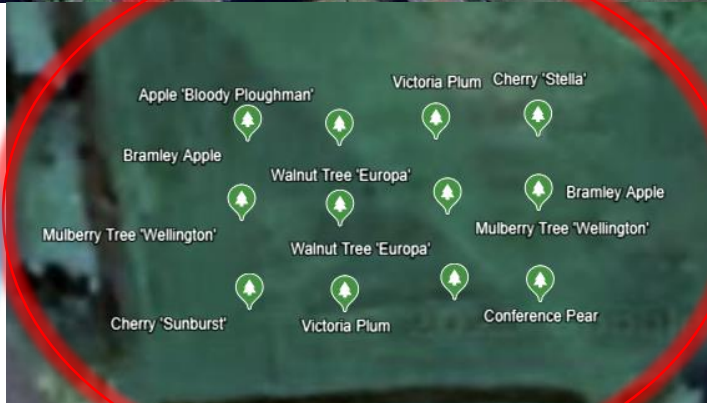 Victoria Plum
Cherry 'Stella'
Apple 'Bloody Ploughman'
Bramley Apple
Walnut Tree 'Europa'
Bramley Apple
Mulberry Tree 'Wellington'
Mulberry Tree 'Wellington'
Walnut Tree 'Europa'
Cherry 'Sunburst'
Victoria Plum
Conference Pear